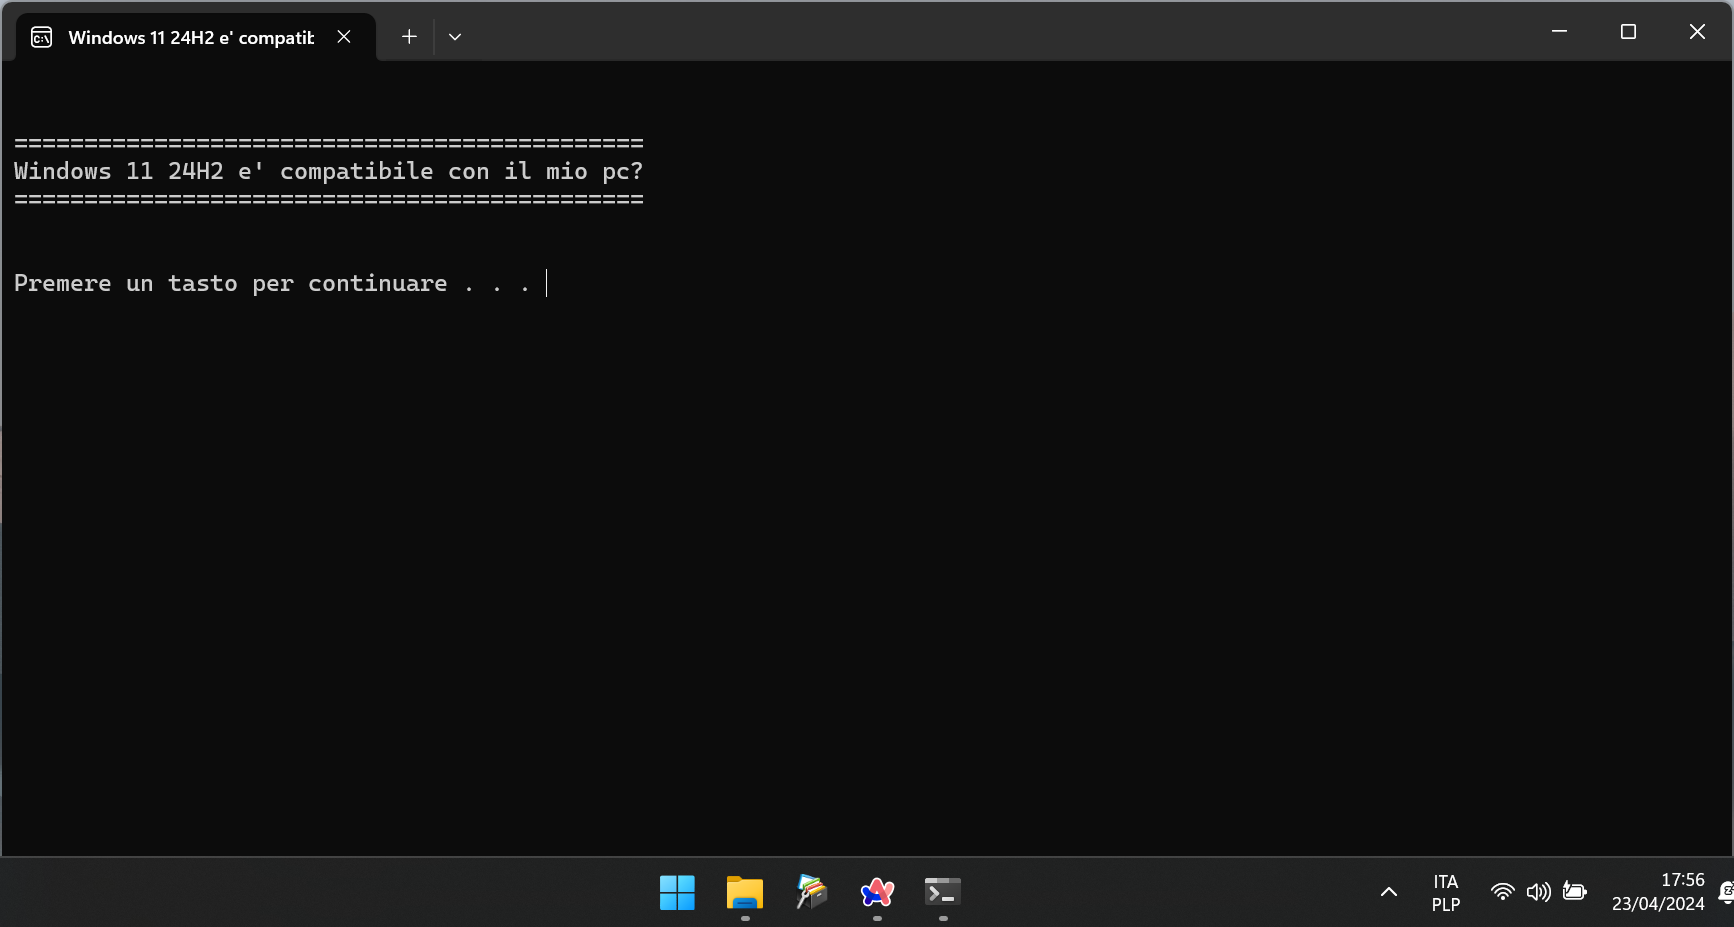 Windows 11 24H2 e' compatib
===========================================
Windows 11 24H2 e' compatibile con il mio pc?
===========================================
Premere un tasto per continuare . . .
ITA
PLP
17:56
23/04/2024